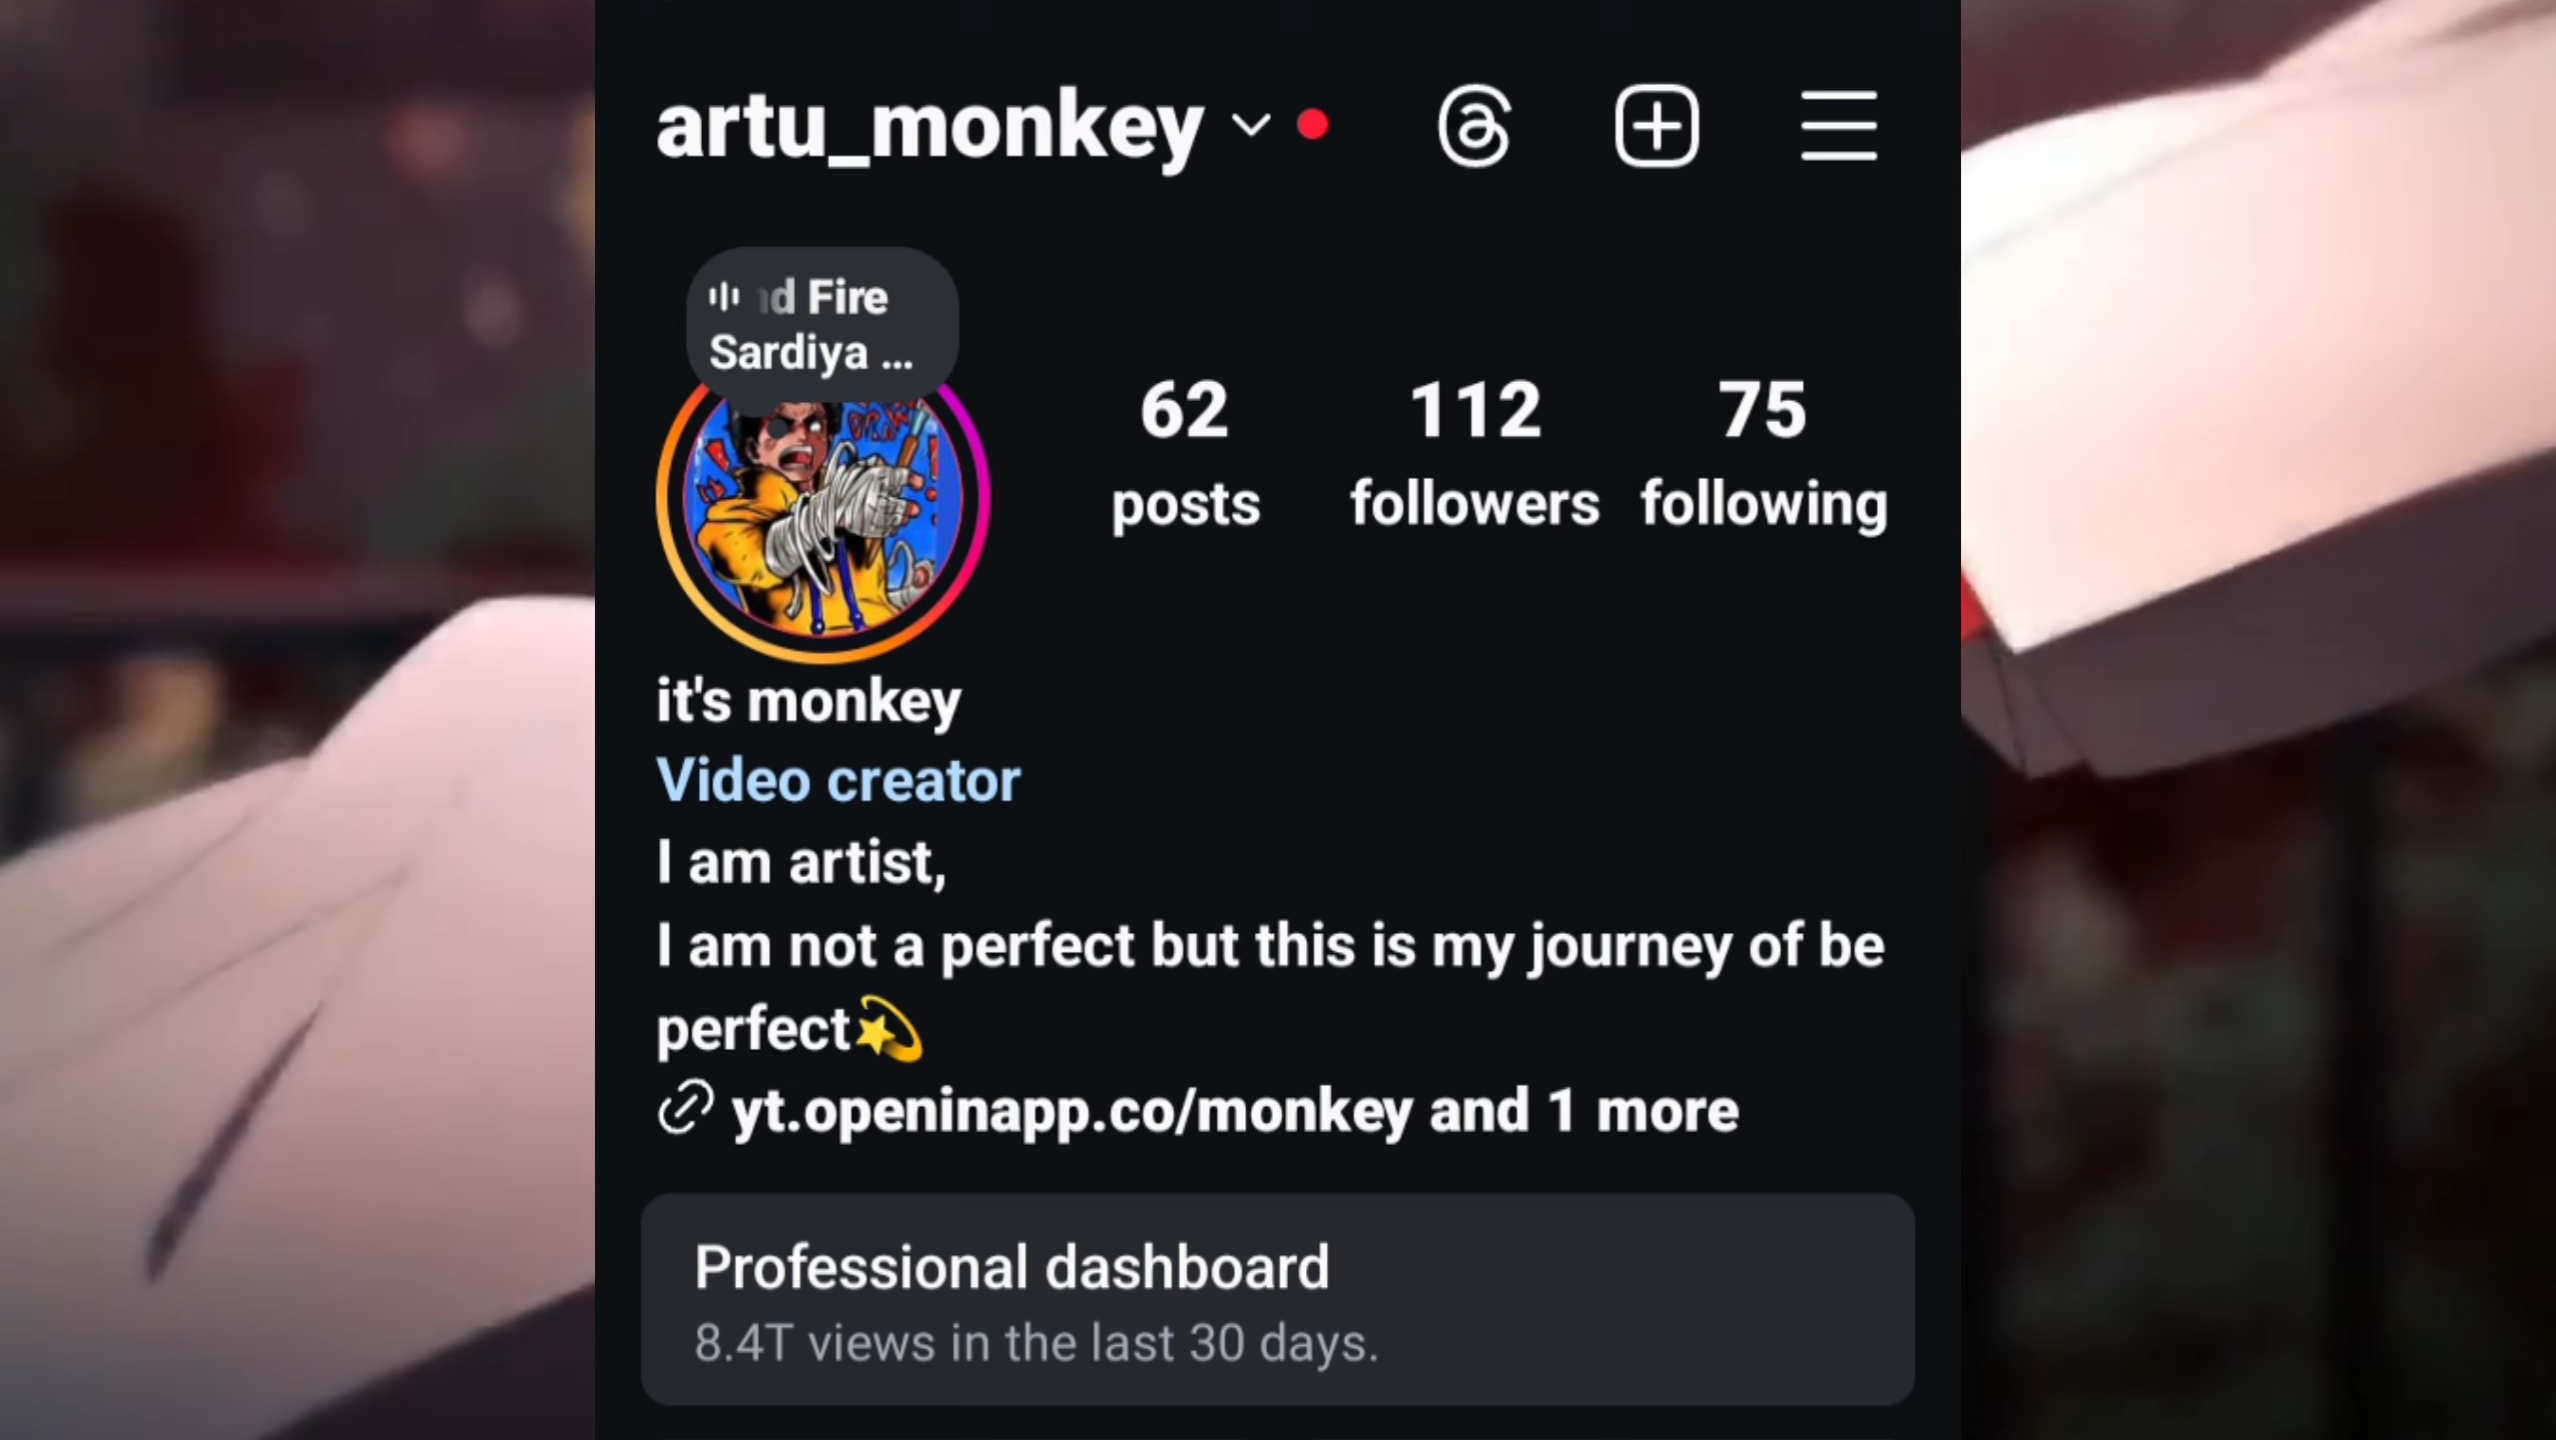 artu_monkey
nd Fire
Sardiya ...
62
posts
112
followers
75
following
it's monkey
Video creator
I am artist,
I am not a perfect but this is my journey of be
perfect💫
yt.openinapp.co/monkey and 1 more
Professional dashboard
8.4T views in the last 30 days.